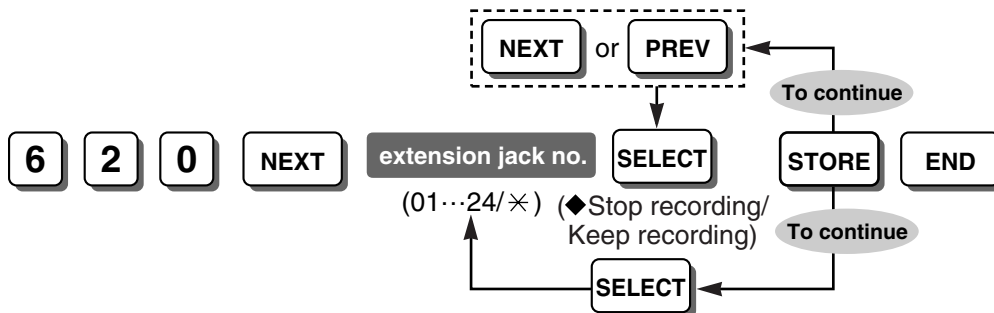 NEXT or PREV
To continue
6 2 0 NEXT extension jack no. SELECT STORE END
(01···24/✳) (◆Stop recording/
Keep recording)
To continue
SELECT